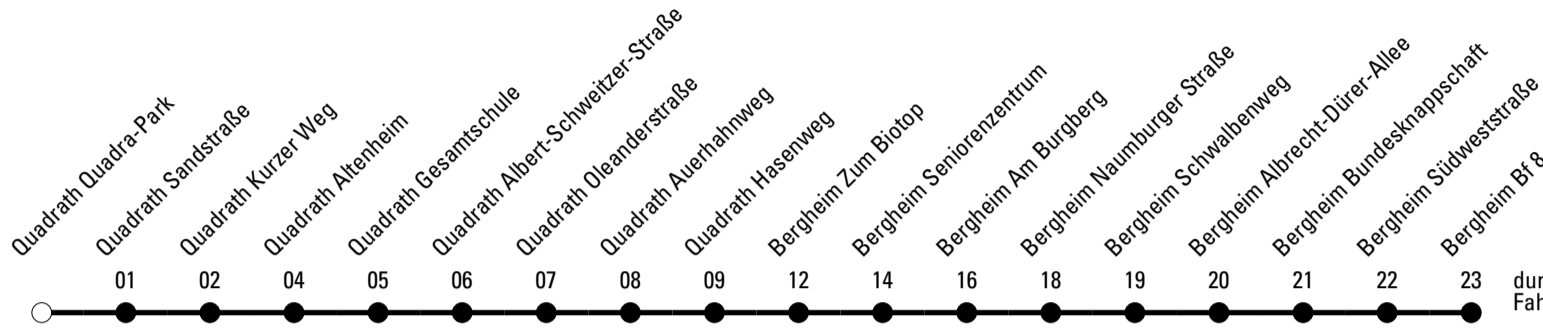 Quadrath Quadra-Park
Quadrath Sandstraße
Quadrath Kurzer Weg
Quadrath Altenheim
Quadrath Gesamtschule
Quadrath Albert-Schweitzer-Straße
Quadrath Oleanderstraße
Quadrath Auerhahnweg
Quadrath Hasenweg
Bergheim Zum Biotop
Bergheim Seniorenzentrum
Bergheim Am Burgberg
Bergheim Naumburger Straße
Bergheim Schwalbenweg
Bergheim Albrecht-Dürer-Allee
Bergheim Bundesknappschaft
Bergheim Südweststraße
Bergheim Bf 8
01 02 04 05 06 07 08 09 12 14 16 18 19 20 21 22 23